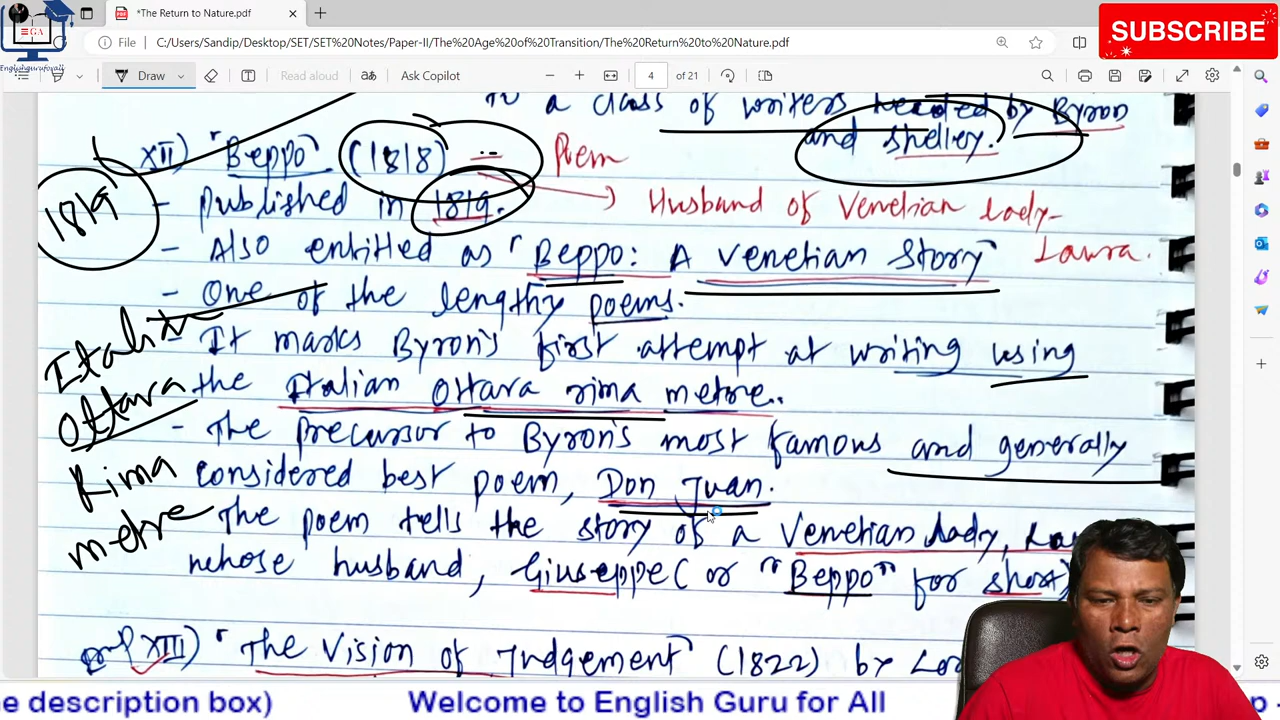 GA
Englishguruforall
*The Return to Nature.pdf
SUBSCRIBE
File C:/Users/Sandip/Desktop/SET/SET%20Notes/Paper-II/The%20Age%20of%20Transition/The%20Return%20to%20Nature.pdf
Draw Read aloud Ask Copilot 4 of 21
to a class of writers headed by Byron
and Shelley.
XII) "Beppo" (1818) Poem
1819
- Published in 1819. Husband of Venetian lady-
- Also entitled as "Beppo: A Venetian Story" Laura.
- One of the lengthy poems.
- It marks Byron's first attempt at writing using
the Italian Ottava rima metre.
Ottava
Rima
metre
- The precursor to Byron's most famous and generally
considered best poem, Don Juan.
The poem tells the story of a Venetian lady,
whose husband, Giuseppe (or "Beppo" for short)
XIII) "The Vision of Judgement" (1822) by
e description box) Welcome to English Guru for All